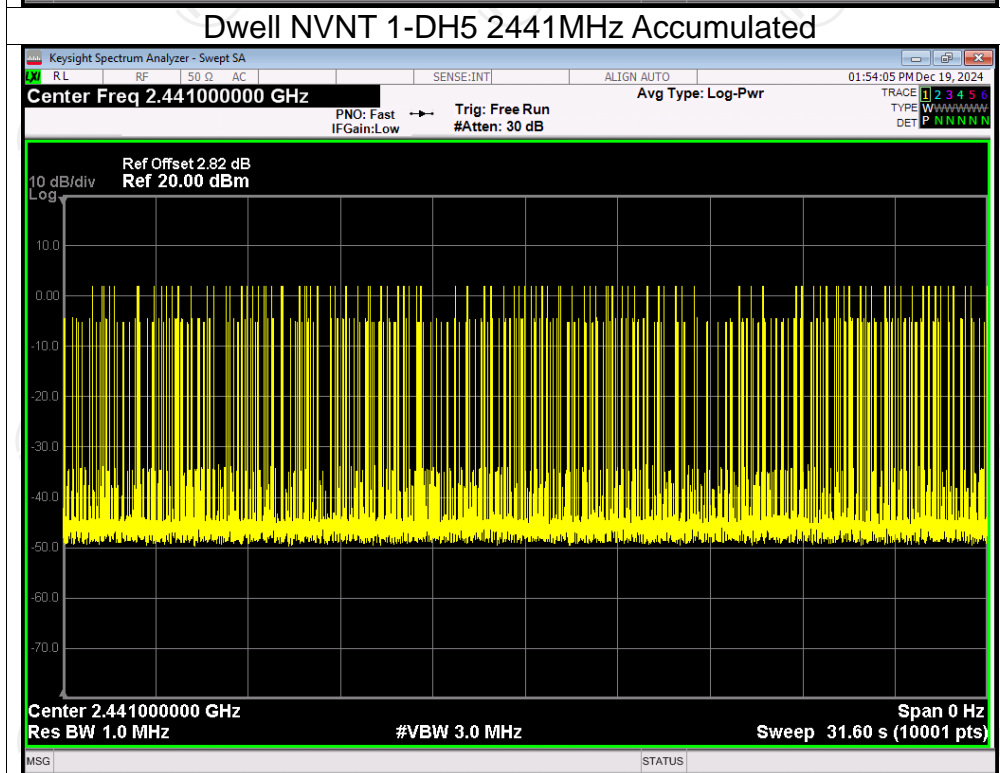 Dwell NVNT 1-DH5 2441MHz Accumulated
Keysight Spectrum Analyzer - Swept SA
LXI RL RF 50 Ω AC SENSE:INT ALIGN AUTO 01:54:05 PM Dec 19, 2024
Center Freq 2.441000000 GHz Avg Type: Log-Pwr TRACE 1 2 3 4 5 6
PNO: Fast Trig: Free Run TYPE WWWWWW
IFGain:Low #Atten: 30 dB DET P N N N N N
Ref Offset 2.82 dB
10 dB/div Ref 20.00 dBm
Log
10.0
0.00
-10.0
-20.0
-30.0
-40.0
-50.0
-60.0
-70.0
Center 2.441000000 GHz Span 0 Hz
Res BW 1.0 MHz #VBW 3.0 MHz Sweep 31.60 s (10001 pts)
MSG STATUS